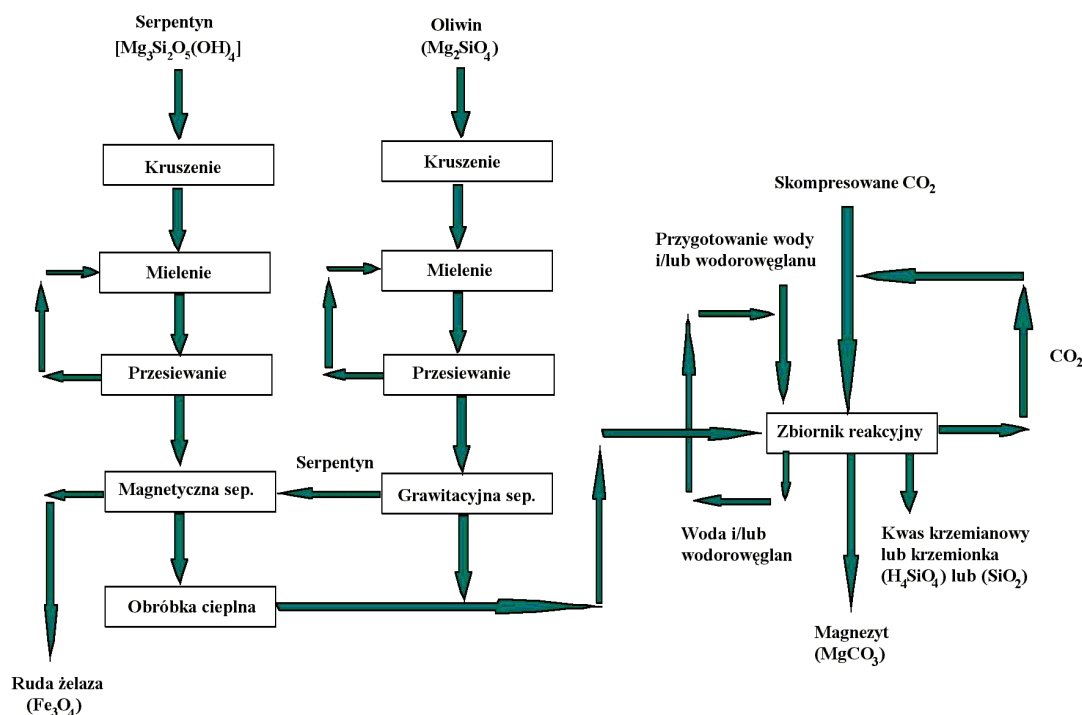 Serpentyn
[Mg3Si2O5(OH)4]
Oliwin
(Mg2SiO4)
Kruszenie
Kruszenie
Mielenie
Mielenie
Przesiewanie
Przesiewanie
Serpentyn
Magnetyczna sep.
Grawitacyjna sep.
Obróbka cieplna
Ruda żelaza
(Fe3O4)
Skompresowane CO2
Przygotowanie wody
i/lub wodorowęglanu
CO2
Zbiornik reakcyjny
Woda i/lub
wodorowęglan
Kwas krzemianowy
lub krzemionka
(H4SiO4) lub (SiO2)
Magnezyt
(MgCO3)